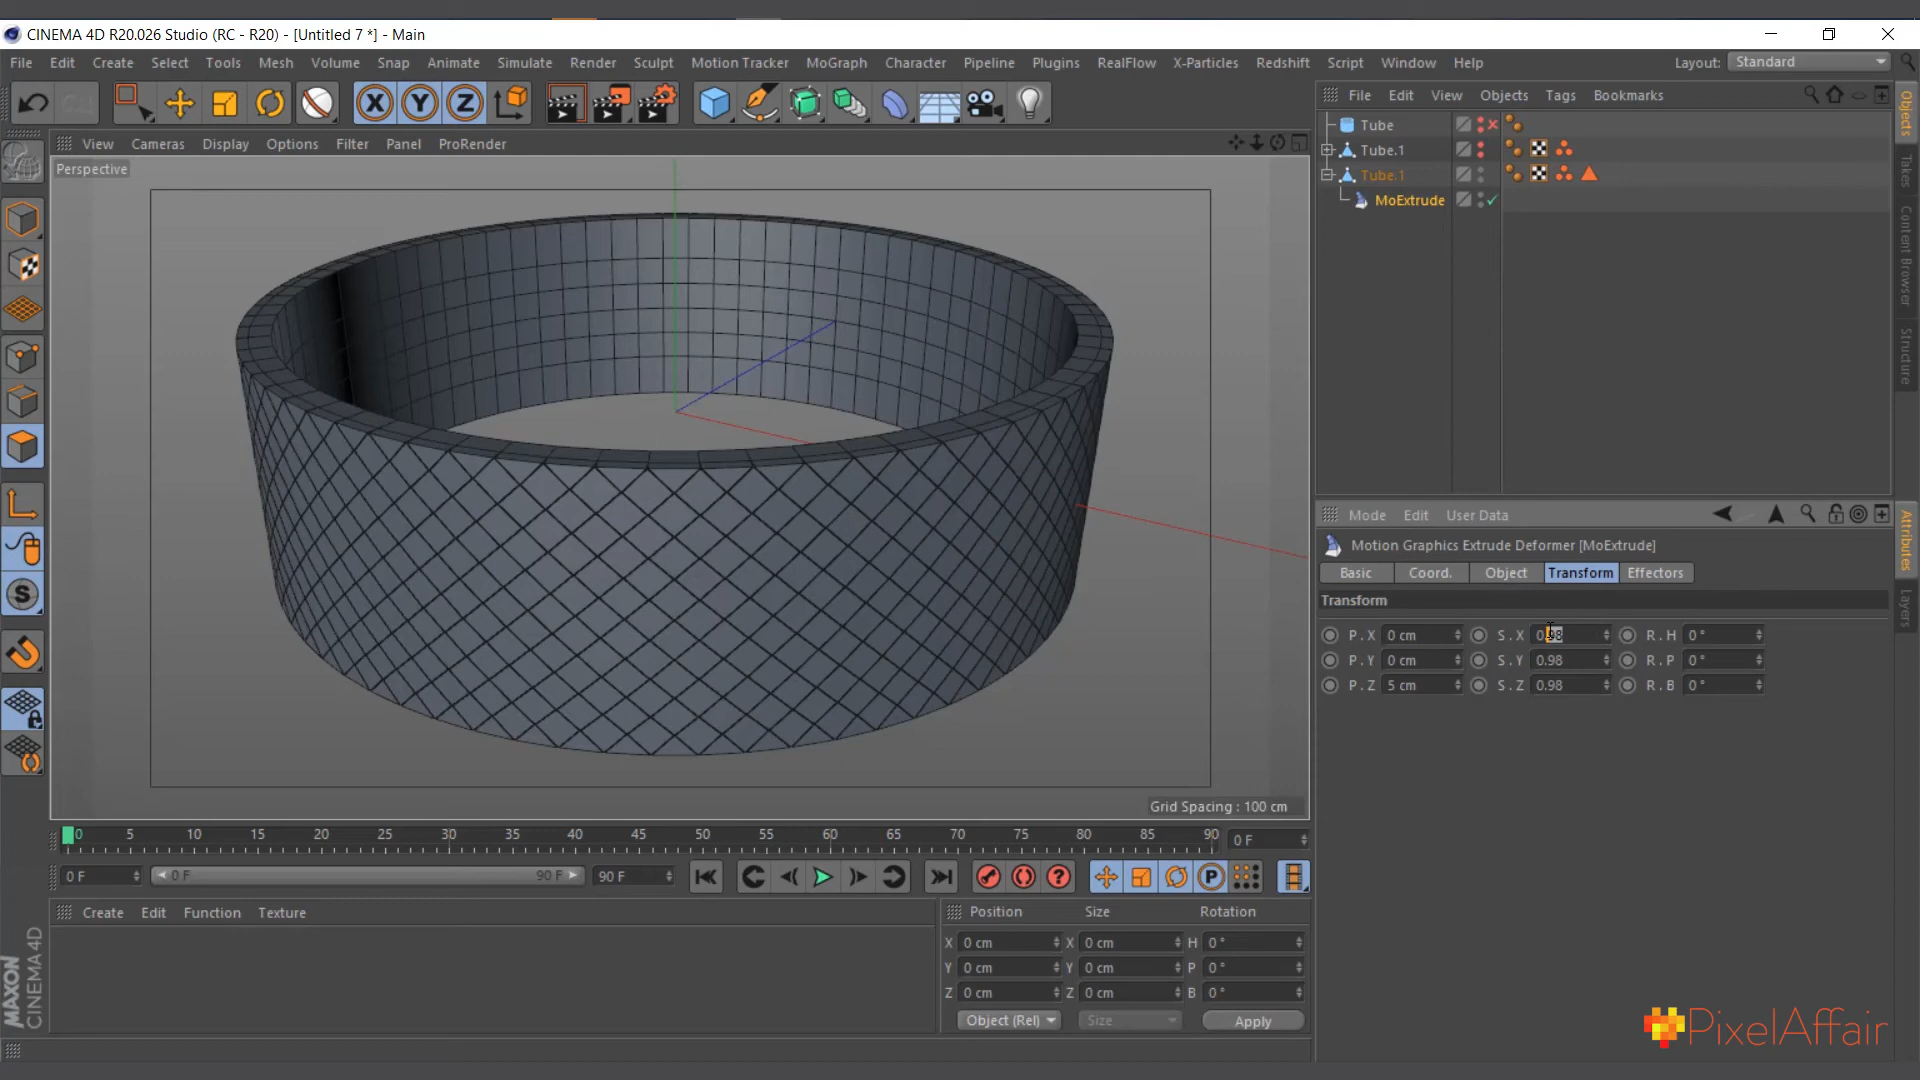 CINEMA 4D R20.026 Studio (RC - R20) - [Untitled 7 *] - Main
File Edit Create Select Tools Mesh Volume Snap Animate Simulate Render Sculpt Motion Tracker MoGraph Character Pipeline Plugins RealFlow X-Particles Redshift Script Window Help Layout: Standard
X Y Z
File Edit View Objects Tags Bookmarks
Objects
Takes
Content Browser
Structure
View Cameras Display Options Filter Panel ProRender
Perspective
Tube
Tube.1
Tube.1
MoExtrude
Mode Edit User Data
Attributes
Layers
Motion Graphics Extrude Deformer [MoExtrude]
Basic Coord. Object Transform Effectors
Transform
P . X 0 cm S . X 0.98 R . H 0 °
P . Y 0 cm S . Y 0.98 R . P 0 °
P . Z 5 cm S . Z 0.98 R . B 0 °
S
Grid Spacing : 100 cm
0 5 10 15 20 25 30 35 40 45 50 55 60 65 70 75 80 85 90 0 F
0 F 0 F 90 F 90 F ? P
Create Edit Function Texture
Position Size Rotation
X 0 cm X 0 cm H 0 °
Y 0 cm Y 0 cm P 0 °
Z 0 cm Z 0 cm B 0 °
Object (Rel) Size Apply
MAXON
CINEMA 4D
PixelAffair